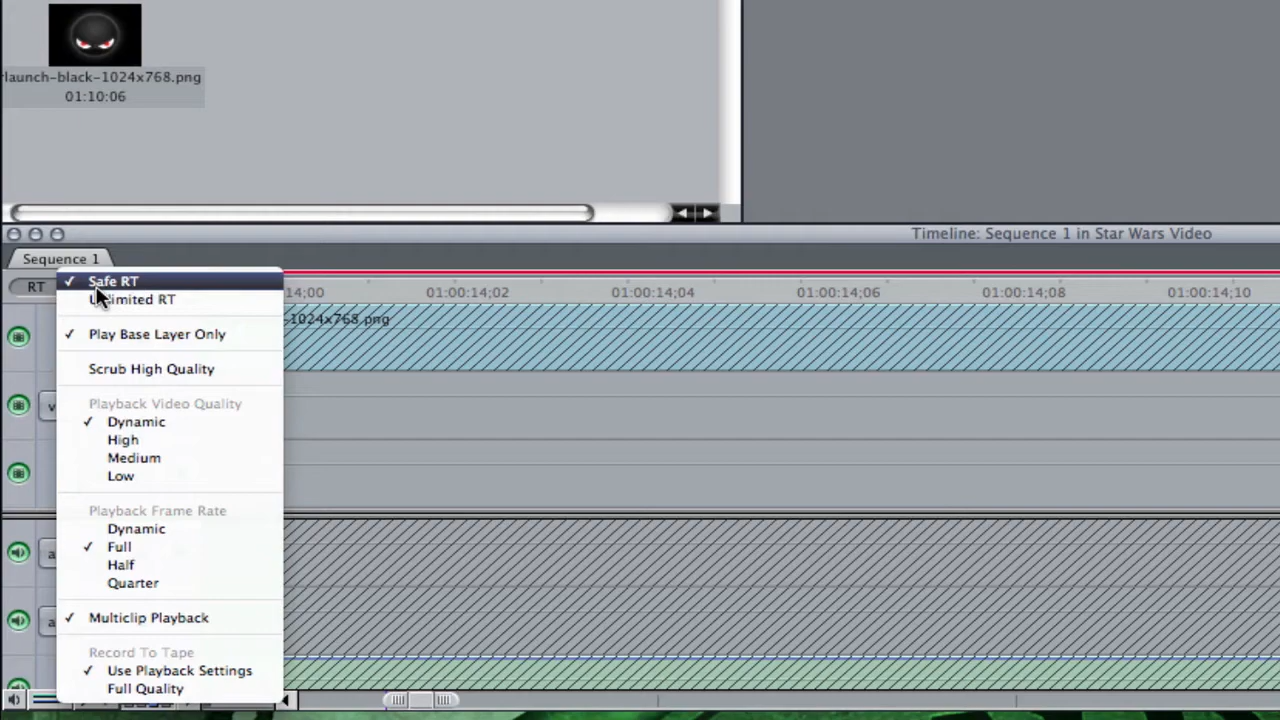 rlaunch-black-1024x768.png
01:10:06
Timeline: Sequence 1 in Star Wars Video
Sequence 1
RT
Safe RT
Unlimited RT
Play Base Layer Only
Scrub High Quality
Playback Video Quality
Dynamic
High
Medium
Low
Playback Frame Rate
Dynamic
Full
Half
Quarter
Multiclip Playback
Record To Tape
Use Playback Settings
Full Quality
14;00 01:00:14;02 01:00:14;04 01:00:14;06 01:00:14;08 01:00:14;10
-1024x768.png
v
a
a